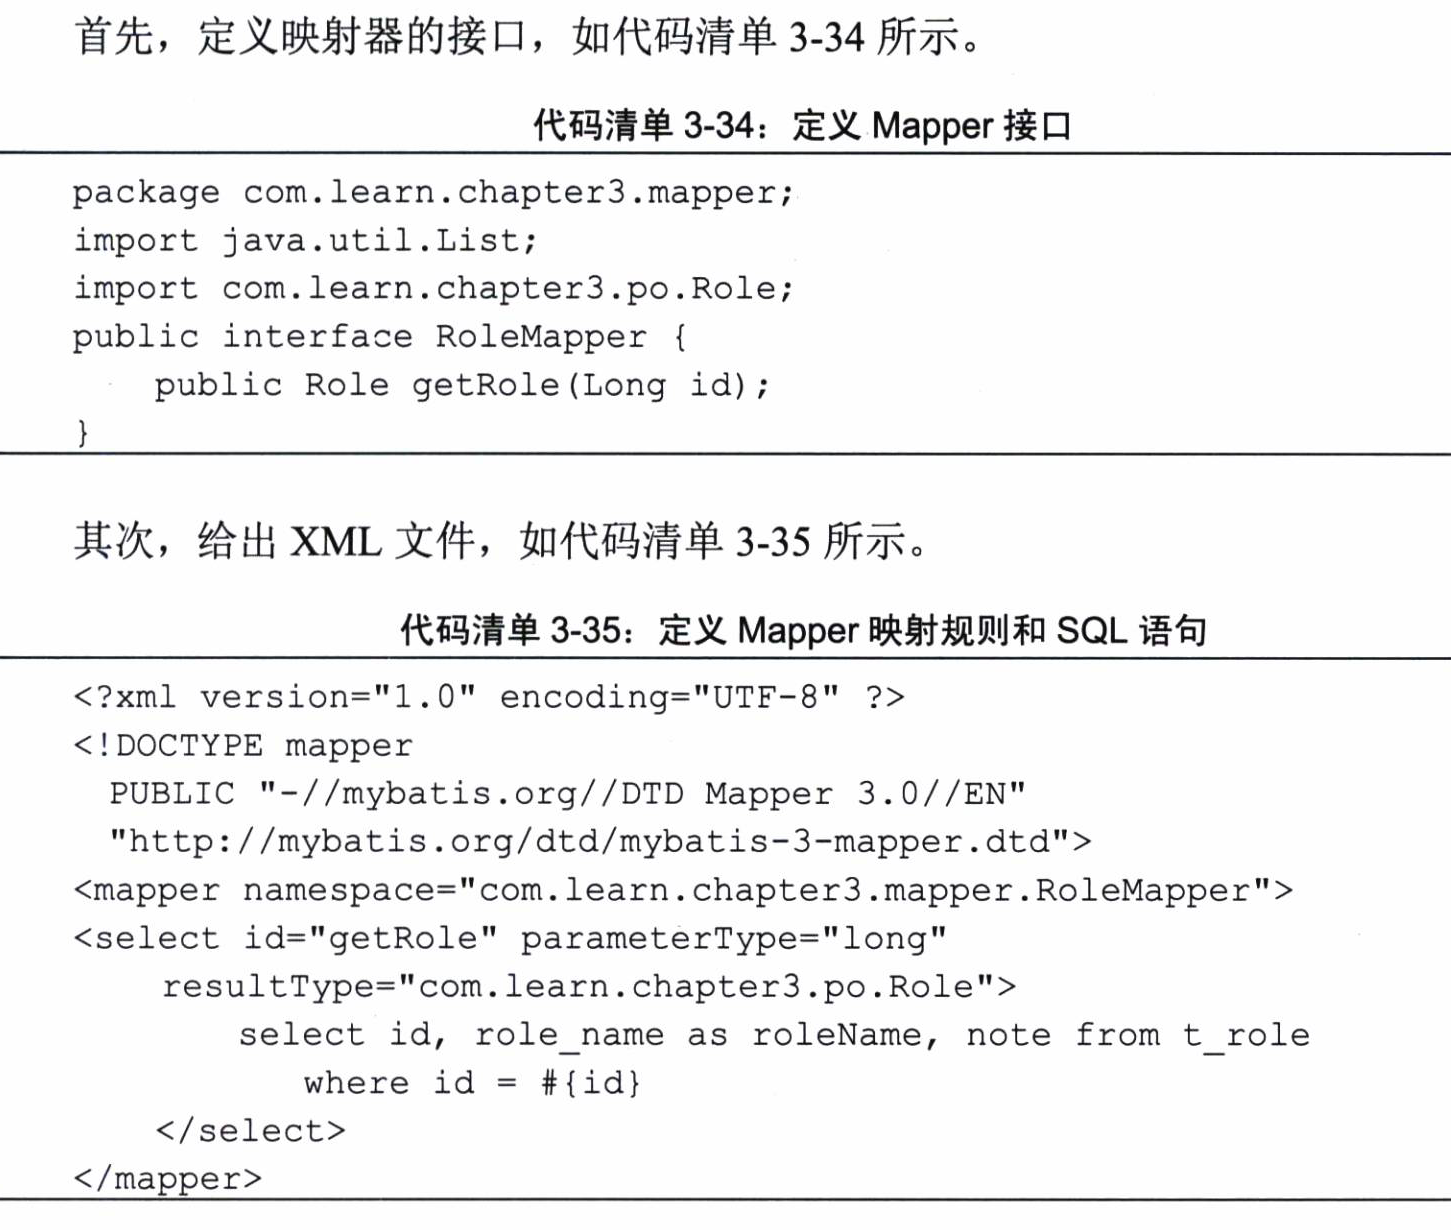 首先，定义映射器的接口，如代码清单 3-34 所示。
代码清单 3-34：定义 Mapper 接口
package com.learn.chapter3.mapper;
import java.util.List;
import com.learn.chapter3.po.Role;
public interface RoleMapper {
    public Role getRole(Long id);
}
其次，给出 XML 文件，如代码清单 3-35 所示。
代码清单 3-35：定义 Mapper 映射规则和 SQL 语句
<?xml version="1.0" encoding="UTF-8" ?>
<!DOCTYPE mapper
  PUBLIC "-//mybatis.org//DTD Mapper 3.0//EN"
  "http://mybatis.org/dtd/mybatis-3-mapper.dtd">
<mapper namespace="com.learn.chapter3.mapper.RoleMapper">
<select id="getRole" parameterType="long"
    resultType="com.learn.chapter3.po.Role">
        select id, role_name as roleName, note from t_role
           where id = #{id}
    </select>
</mapper>